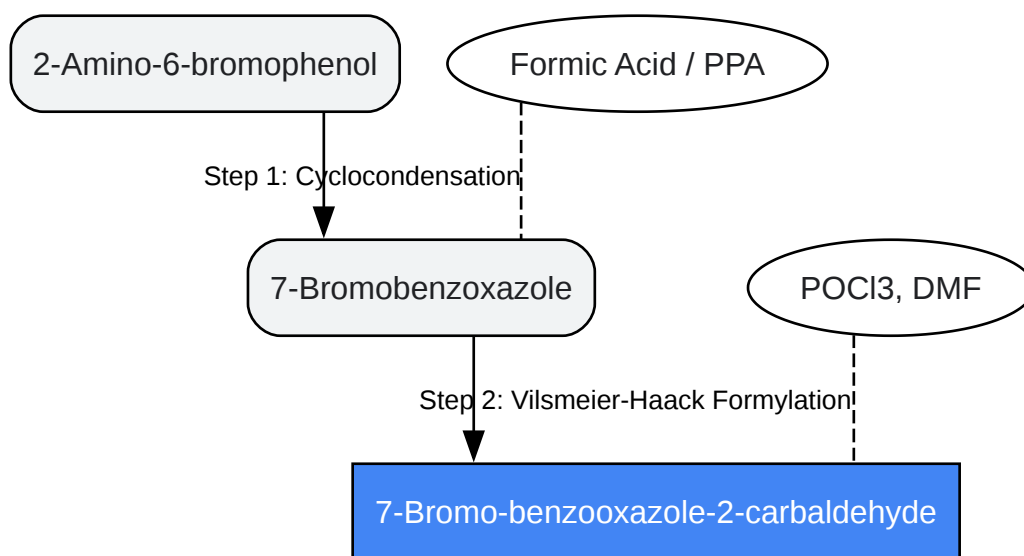 2-Amino-6-bromophenol
Formic Acid / PPA
Step 1: Cyclocondensation
7-Bromobenzoxazole
POCl3, DMF
Step 2: Vilsmeier-Haack Formylation
7-Bromo-benzooxazole-2-carbaldehyde